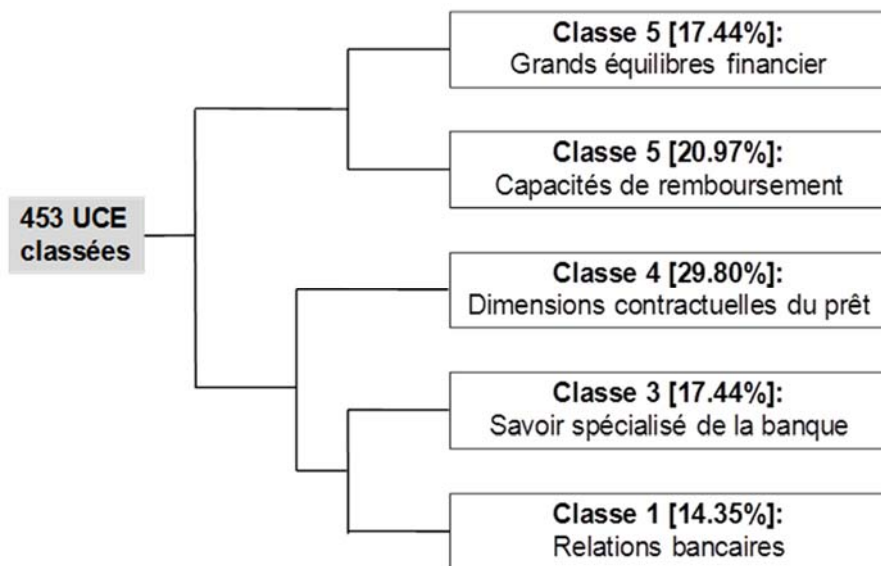 Classe 5 [17.44%]:
Grands équilibres financier
Classe 5 [20.97%]:
Capacités de remboursement
453 UCE
classées
Classe 4 [29.80%]:
Dimensions contractuelles du prêt
Classe 3 [17.44%]:
Savoir spécialisé de la banque
Classe 1 [14.35%]:
Relations bancaires